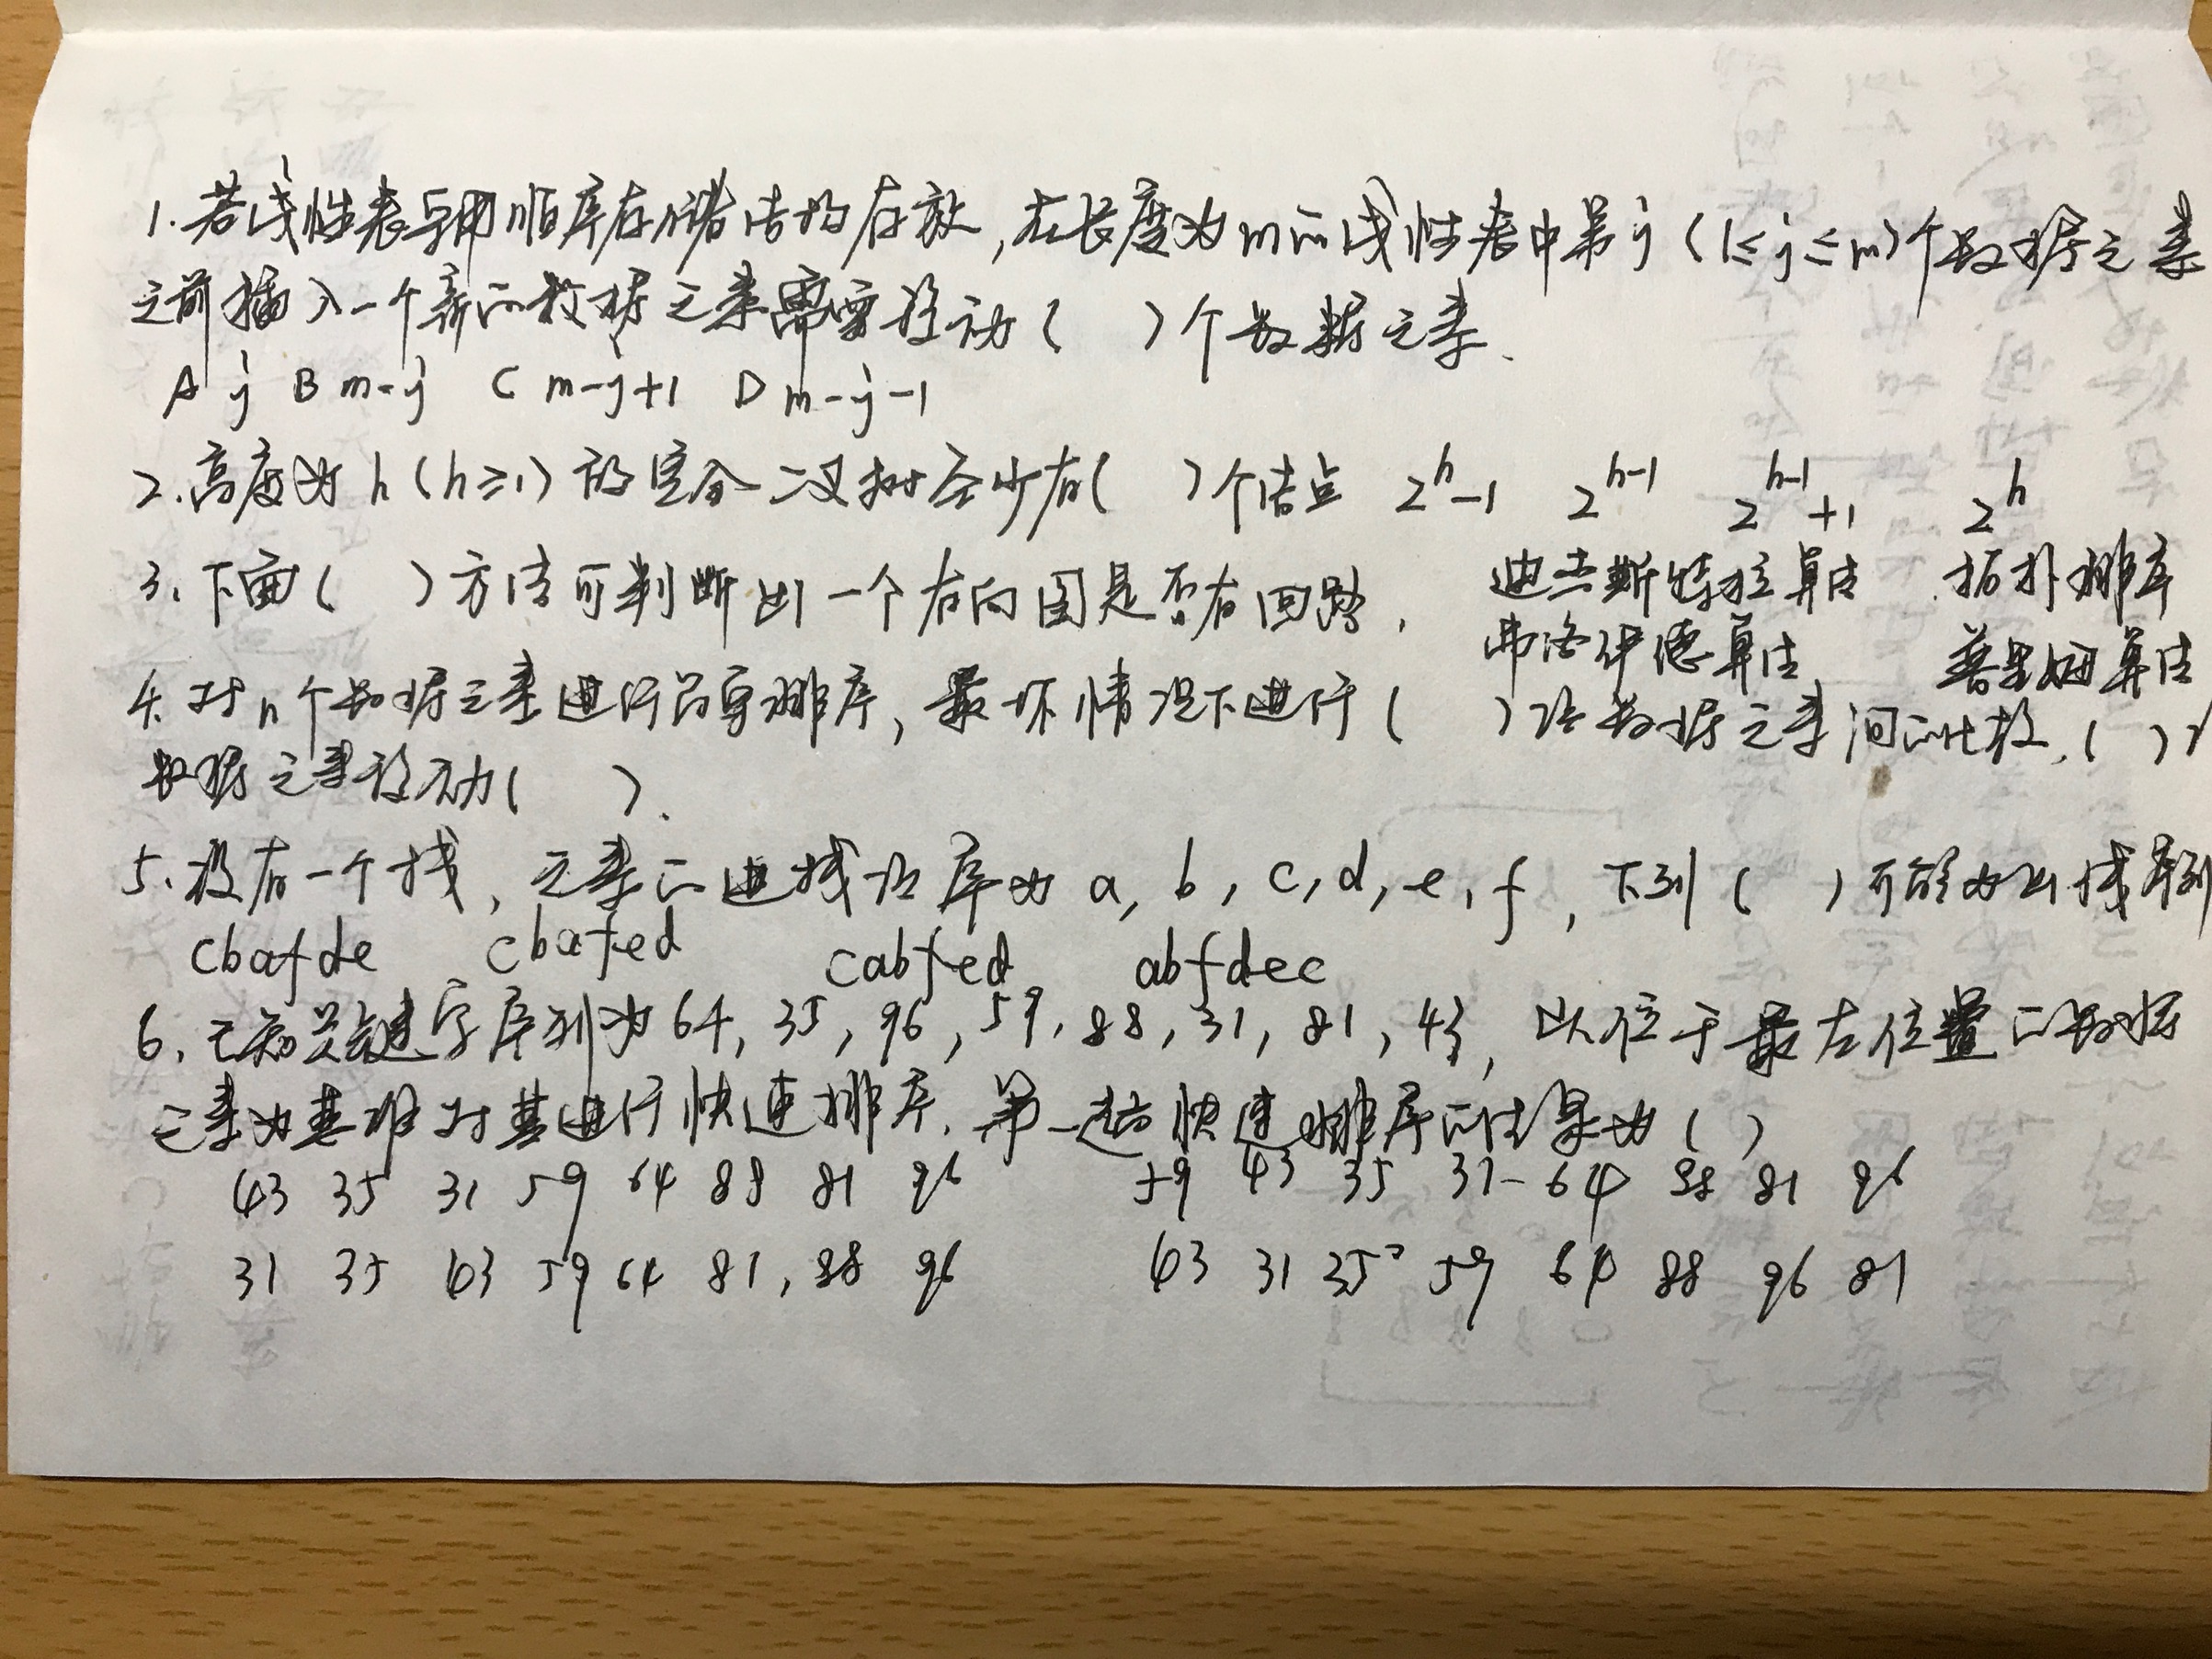 1. 若线性表采用顺序存储结构存放,在长度为m的线性表中第j(1≤j≤m)个数据元素
之前插入一个新的数据元素需要移动( )个数据元素.
A j B m-j C m-j+1 D m-j-1
2. 高度为h(h≥1)的完全二叉树至少有( )个结点 2^h-1 2^{h-1} 2^{h-1}+1 2^h
3. 下面( )方法可判断出一个有向图是否有回路, 迪杰斯特拉算法 拓扑排序
弗洛伊德算法 普里姆算法
4. 对n个数据元素进行冒泡排序,最坏情况下进行( )次数据元素间的比较,( )次
数据元素移动( ).
5. 设有一个栈,元素的进栈次序为a, b, c, d, e, f, 下列( )可能为出栈序列
cbafde cbafed cabfed abfdec
6. 关键字序列为64, 35, 96, 59, 88, 31, 81, 43, 以位于最左位置的数据
元素为基准对其进行快速排序, 第一趟快速排序的结果为( )
43 35 31 59 64 88 81 96 59 43 35 31 64 88 81 96
31 35 43 59 64 81, 88 96 43 31 35 59 64 88 96 81